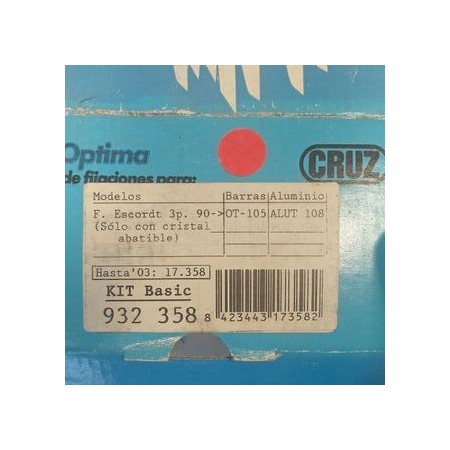 Optima
CRUZ
de fijaciones para:
Modelos Barras Aluminio
F. Escordt 3p. 90-> OT-105 ALUT 108
(Sólo con cristal
abatible)
Hasta'03: 17.358
KIT Basic
932 358
8 423443 173582